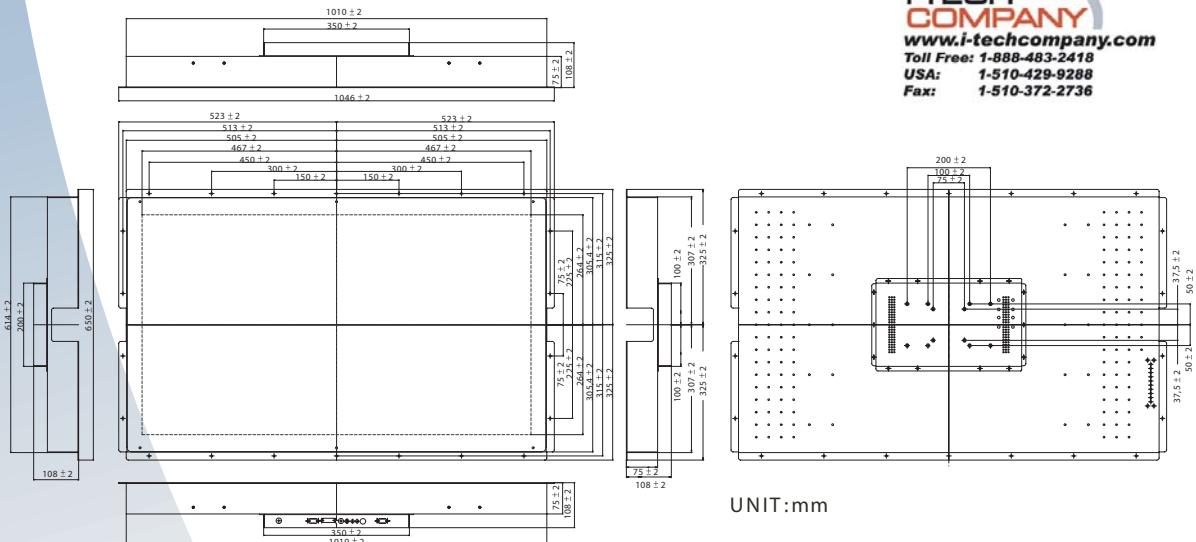 COMPANY
www.i-techcompany.com
Toll Free: 1-888-483-2418
USA: 1-510-429-9288
Fax: 1-510-372-2736
1010 ± 2
350 ± 2
75 ± 2
108 ± 2
1046 ± 2
523 ± 2 523 ± 2
513 ± 2 513 ± 2
505 ± 2 505 ± 2
467 ± 2 467 ± 2
450 ± 2 450 ± 2
300 ± 2 300 ± 2
150 ± 2 150 ± 2
614 ± 2
200 ± 2
650 ± 2
108 ± 2
75 ± 2
225 ± 2
264 ± 2
305,4 ± 2
315 ± 2
325 ± 2
75 ± 2
225 ± 2
264 ± 2
305,4 ± 2
315 ± 2
325 ± 2
100 ± 2
307 ± 2
325 ± 2
100 ± 2
307 ± 2
325 ± 2
75 ± 2
108 ± 2
200 ± 2
100 ± 2
75 ± 2
37,5 ± 2
50 ± 2
37,5 ± 2
50 ± 2
75 ± 2
108 ± 2
350 ± 2
1010 ± 2
UNIT:mm